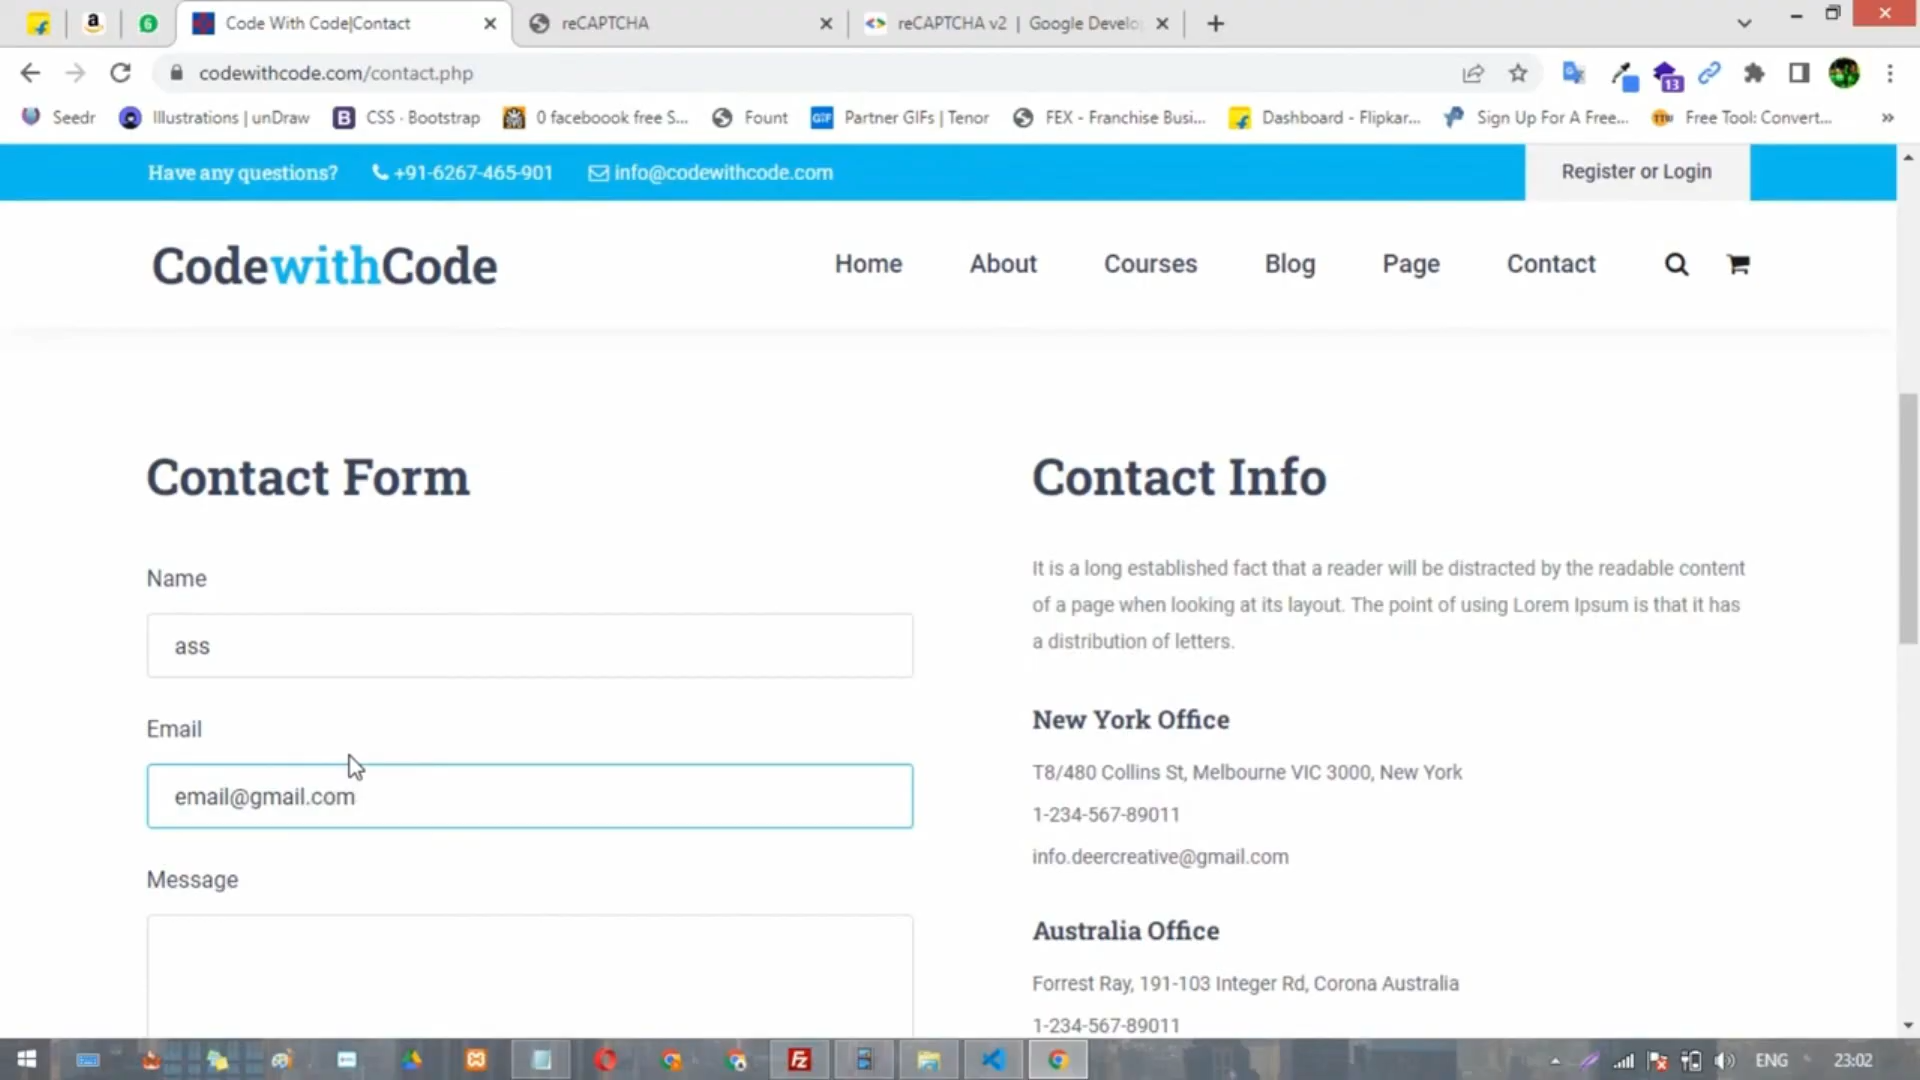 Code With Code|Contact
reCAPTCHA
reCAPTCHA v2 | Google Develo
codewithcode.com/contact.php
13
Seedr
Illustrations | unDraw
B
CSS · Bootstrap
0 faceboook free S...
Fount
GIF
Partner GIFs | Tenor
FEX - Franchise Busi...
Dashboard - Flipkar...
Sign Up For A Free...
Free Tool: Convert...
»
Have any questions?
+91-6267-465-901
info@codewithcode.com
Register or Login
CodewithCode
Home
About
Courses
Blog
Page
Contact
Contact Form
Name
ass
Email
email@gmail.com
Message
Contact Info
It is a long established fact that a reader will be distracted by the readable content
of a page when looking at its layout. The point of using Lorem Ipsum is that it has
a distribution of letters.
New York Office
T8/480 Collins St, Melbourne VIC 3000, New York
1-234-567-89011
info.deercreative@gmail.com
Australia Office
Forrest Ray, 191-103 Integer Rd, Corona Australia
1-234-567-89011
Fz
ENG
23:02